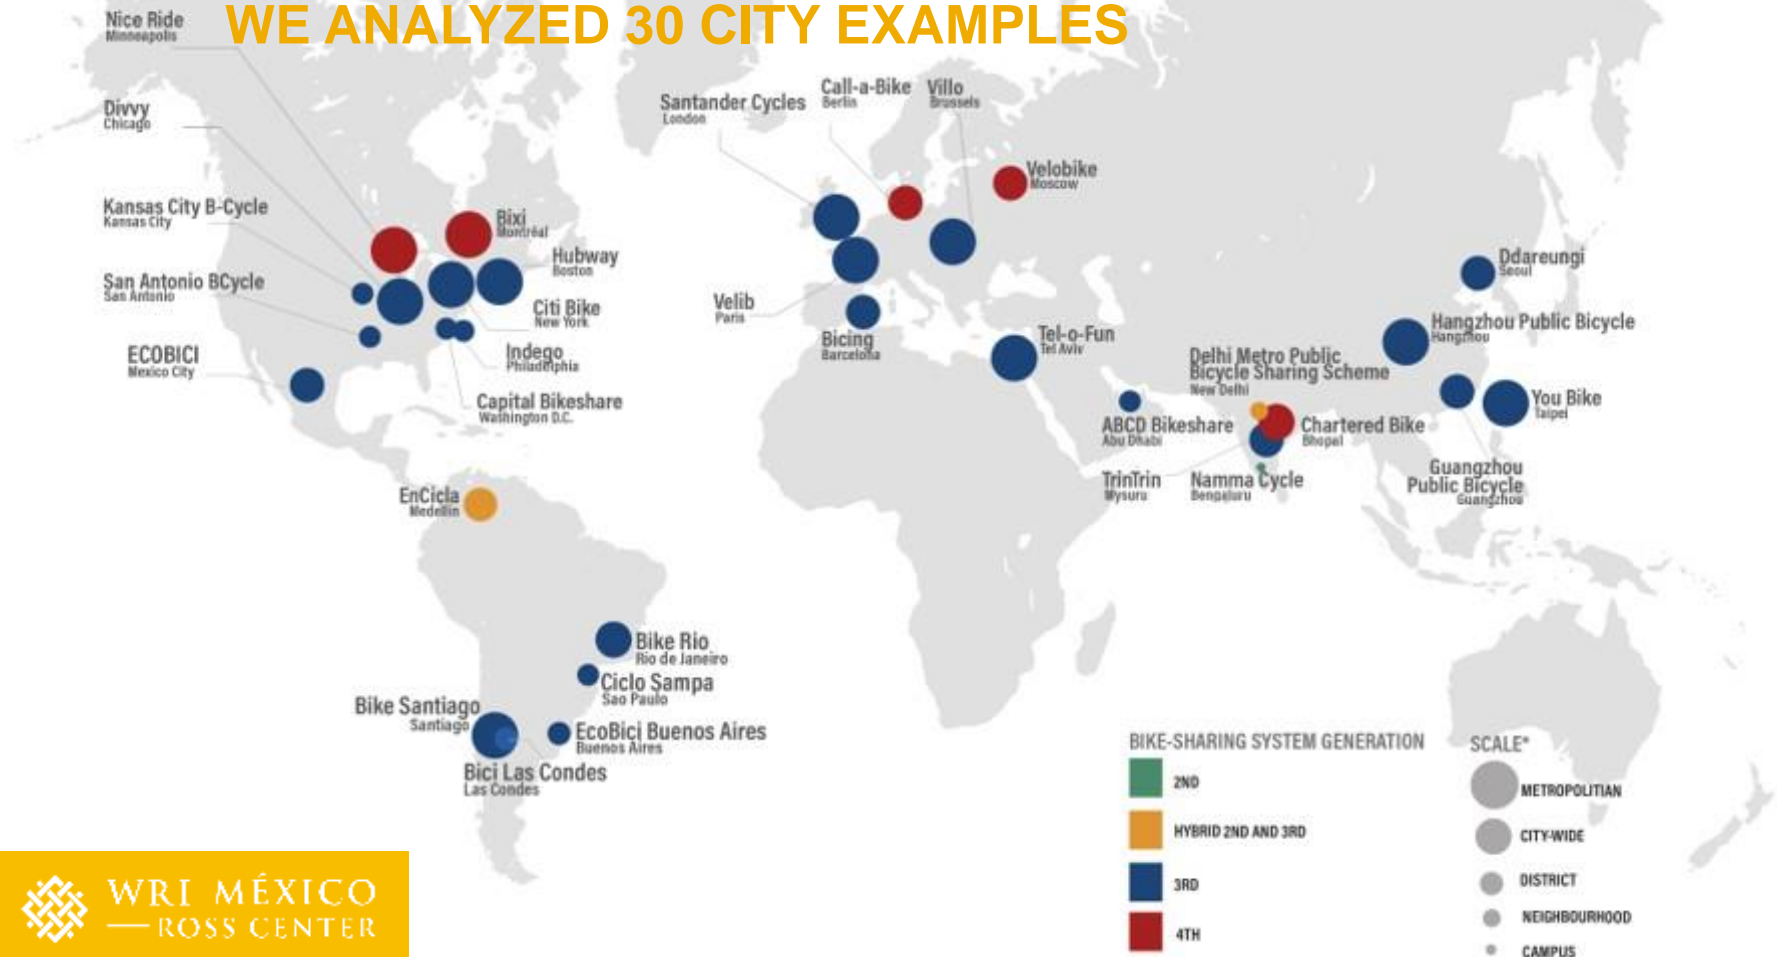 WE ANALYZED 30 CITY EXAMPLES
Nice Ride
Minneapolis
Divvy
Chicago
Kansas City B-Cycle
Kansas City
San Antonio BCycle
San Antonio
ECOBICI
Mexico City
Bixi
Montréal
Hubway
Boston
Citi Bike
New York
Indego
Philadelphia
Capital Bikeshare
Washington D.C.
EnCicla
Medellin
Bike Rio
Rio de Janeiro
Ciclo Sampa
Sao Paulo
Bike Santiago
Santiago
EcoBici Buenos Aires
Buenos Aires
Bici Las Condes
Las Condes
Santander Cycles
London
Call-a-Bike
Berlin
Villo
Brussels
Velobike
Moscow
Velib
Paris
Bicing
Barcelona
Tel-o-Fun
Tel Aviv
ABCD Bikeshare
Abu Dhabi
Delhi Metro Public
Bicycle Sharing Scheme
New Delhi
Chartered Bike
Bhopal
TrinTrin
Mysuru
Namma Cycle
Bengaluru
Ddareungi
Seoul
Hangzhou Public Bicycle
Hangzhou
You Bike
Taipei
Guangzhou
Public Bicycle
Guangzhou
BIKE-SHARING SYSTEM GENERATION
2ND
HYBRID 2ND AND 3RD
3RD
4TH
SCALE*
METROPOLITIAN
CITY-WIDE
DISTRICT
NEIGHBOURHOOD
CAMPUS
WRI MÉXICO
ROSS CENTER